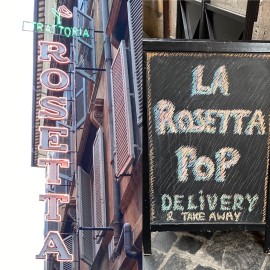 TRATTORIA
ROSETTA
LA
ROSETTA
POP
DELIVERY
& TAKE AWAY